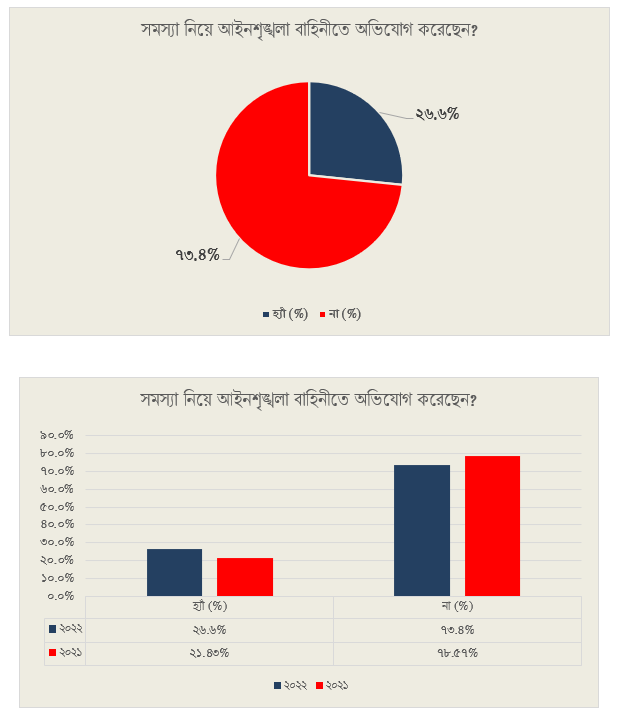 সমস্যা নিয়ে আইনশৃঙ্খলা বাহিনীতে অভিযোগ করেছেন?
২৬.৬%
৭৩.৪%
হ্যাঁ (%) না (%)
সমস্যা নিয়ে আইনশৃঙ্খলা বাহিনীতে অভিযোগ করেছেন?
৯০.০%
৮০.০%
৭০.০%
৬০.০%
৫০.০%
৪০.০%
৩০.০%
২০.০%
১০.০%
০.০%
হ্যাঁ (%) না (%)
২০২২ ২৬.৬% ৭৩.৪%
২০২১ ২১.৪৩% ৭৮.৫৭%
২০২২ ২০২১